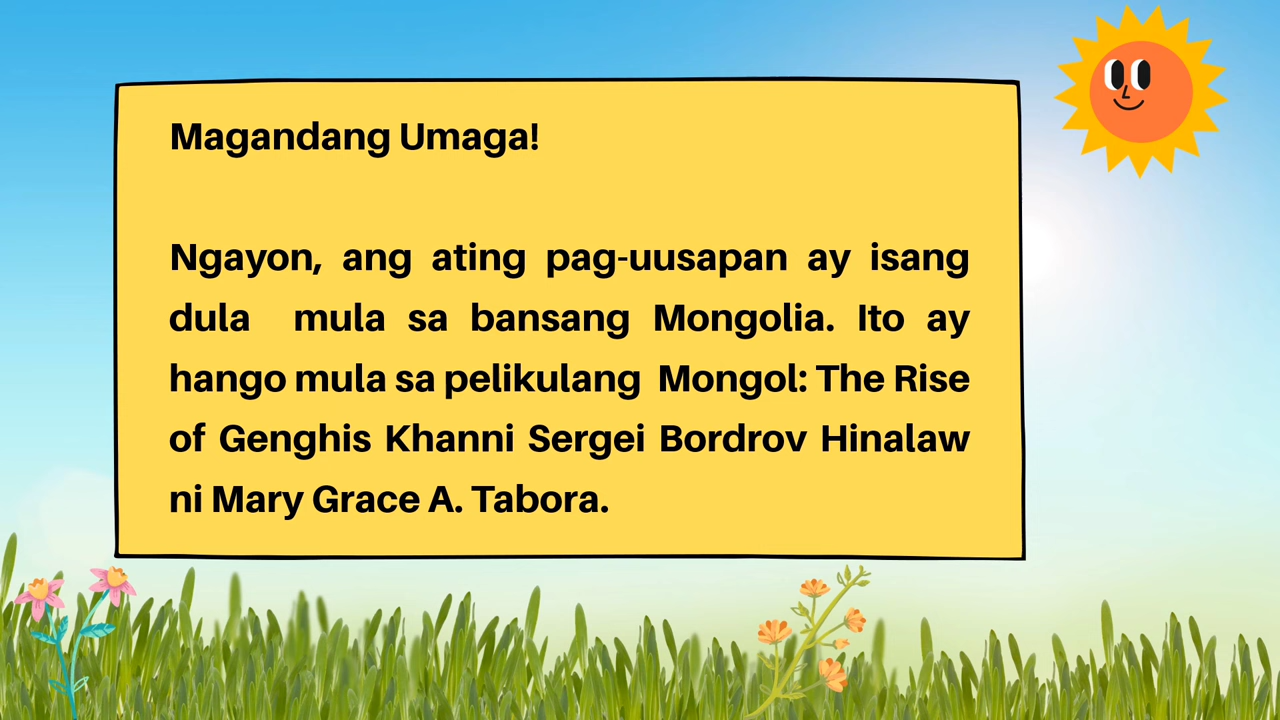 Magandang Umaga!
Ngayon, ang ating pag-uusapan ay isang
dula mula sa bansang Mongolia. Ito ay
hango mula sa pelikulang Mongol: The Rise
of Genghis Khanni Sergei Bordrov Hinalaw
ni Mary Grace A. Tabora.